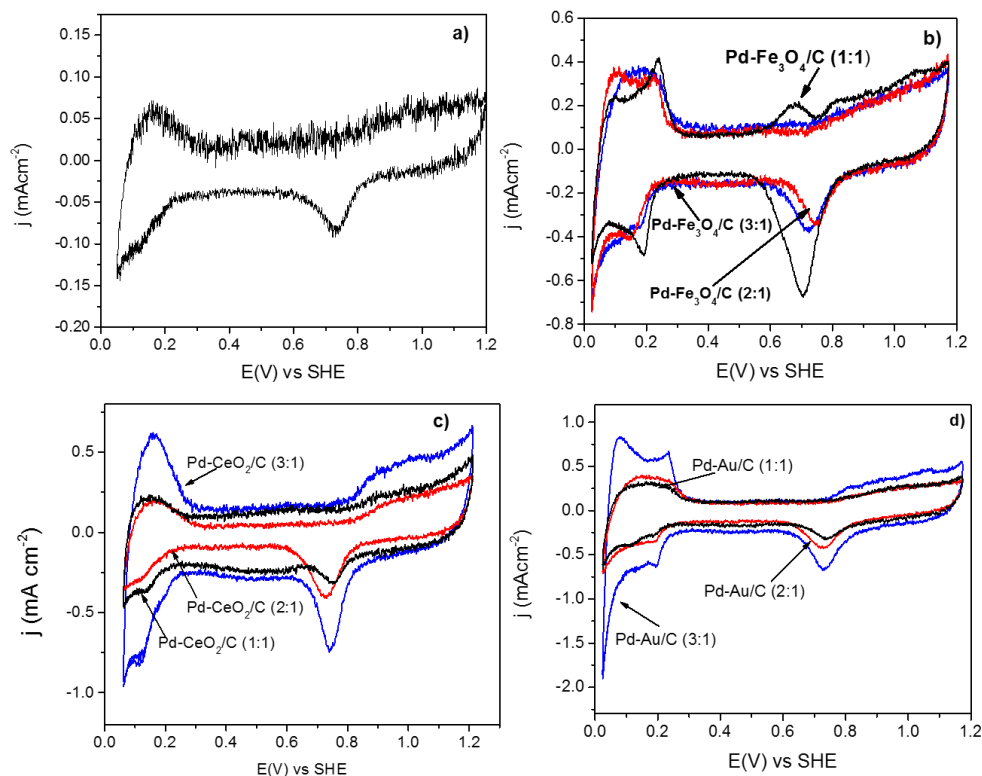 a)
0.15
0.10
0.05
0.00
-0.05
-0.10
-0.15
-0.20
j (mAcm⁻²)
0.0 0.2 0.4 0.6 0.8 1.0 1.2
E(V) vs SHE
b)
0.8
0.6
0.4
0.2
0.0
-0.2
-0.4
-0.6
-0.8
j (mAcm⁻²)
Pd-Fe₃O₄/C (1:1)
Pd-Fe₃O₄/C (3:1)
Pd-Fe₃O₄/C (2:1)
0.0 0.2 0.4 0.6 0.8 1.0 1.2
E(V) vs SHE
c)
0.5
0.0
-0.5
-1.0
j (mA cm⁻²)
Pd-CeO₂/C (3:1)
Pd-CeO₂/C (2:1)
Pd-CeO₂/C (1:1)
0.0 0.2 0.4 0.6 0.8 1.0 1.2
E(V) vs SHE
d)
1.0
0.5
0.0
-0.5
-1.0
-1.5
-2.0
j (mAcm⁻²)
Pd-Au/C (1:1)
Pd-Au/C (2:1)
Pd-Au/C (3:1)
0.0 0.2 0.4 0.6 0.8 1.0 1.2
E(V) vs SHE